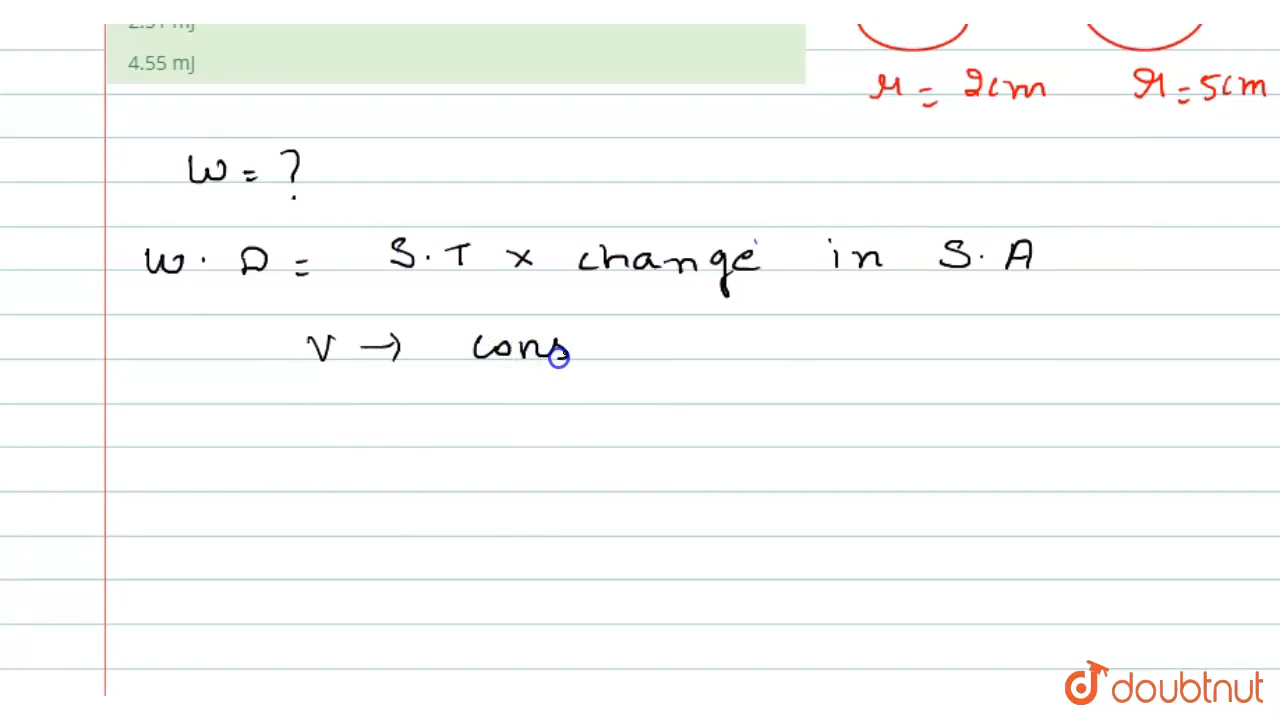 4.55 mJ
r = 2cm r = 5cm
W = ?
W. D = S.T × change in S. A
V → cons
doubtnut